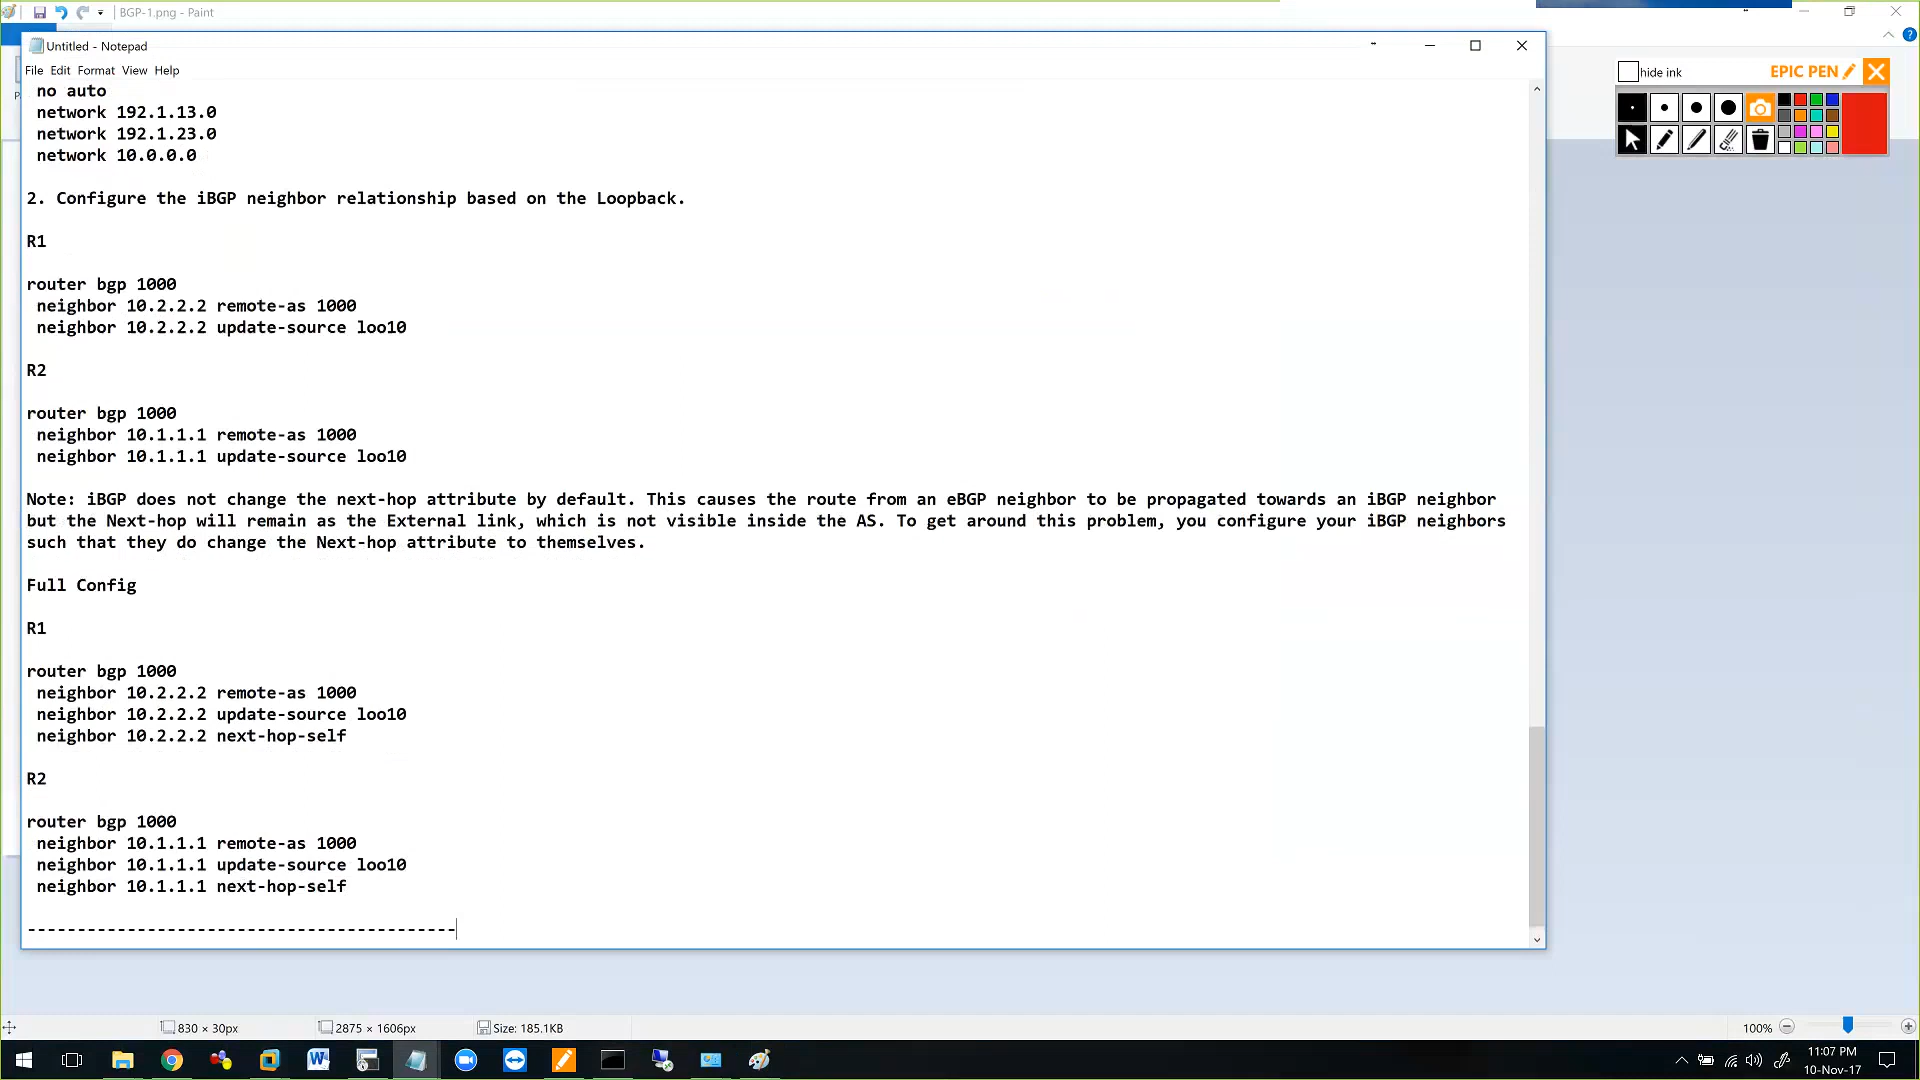 BGP-1.png - Paint
Untitled - Notepad
File Edit Format View Help
hide ink
EPIC PEN
no auto
network 192.1.13.0
network 192.1.23.0
network 10.0.0.0
2. Configure the iBGP neighbor relationship based on the Loopback.
R1
router bgp 1000
neighbor 10.2.2.2 remote-as 1000
neighbor 10.2.2.2 update-source loo10
R2
router bgp 1000
neighbor 10.1.1.1 remote-as 1000
neighbor 10.1.1.1 update-source loo10
Note: iBGP does not change the next-hop attribute by default. This causes the route from an eBGP neighbor to be propagated towards an iBGP neighbor
but the Next-hop will remain as the External link, which is not visible inside the AS. To get around this problem, you configure your iBGP neighbors
such that they do change the Next-hop attribute to themselves.
Full Config
R1
router bgp 1000
neighbor 10.2.2.2 remote-as 1000
neighbor 10.2.2.2 update-source loo10
neighbor 10.2.2.2 next-hop-self
R2
router bgp 1000
neighbor 10.1.1.1 remote-as 1000
neighbor 10.1.1.1 update-source loo10
neighbor 10.1.1.1 next-hop-self
-------------------------------------------
830 × 30px
2875 × 1606px
Size: 185.1KB
100%
11:07 PM
10-Nov-17